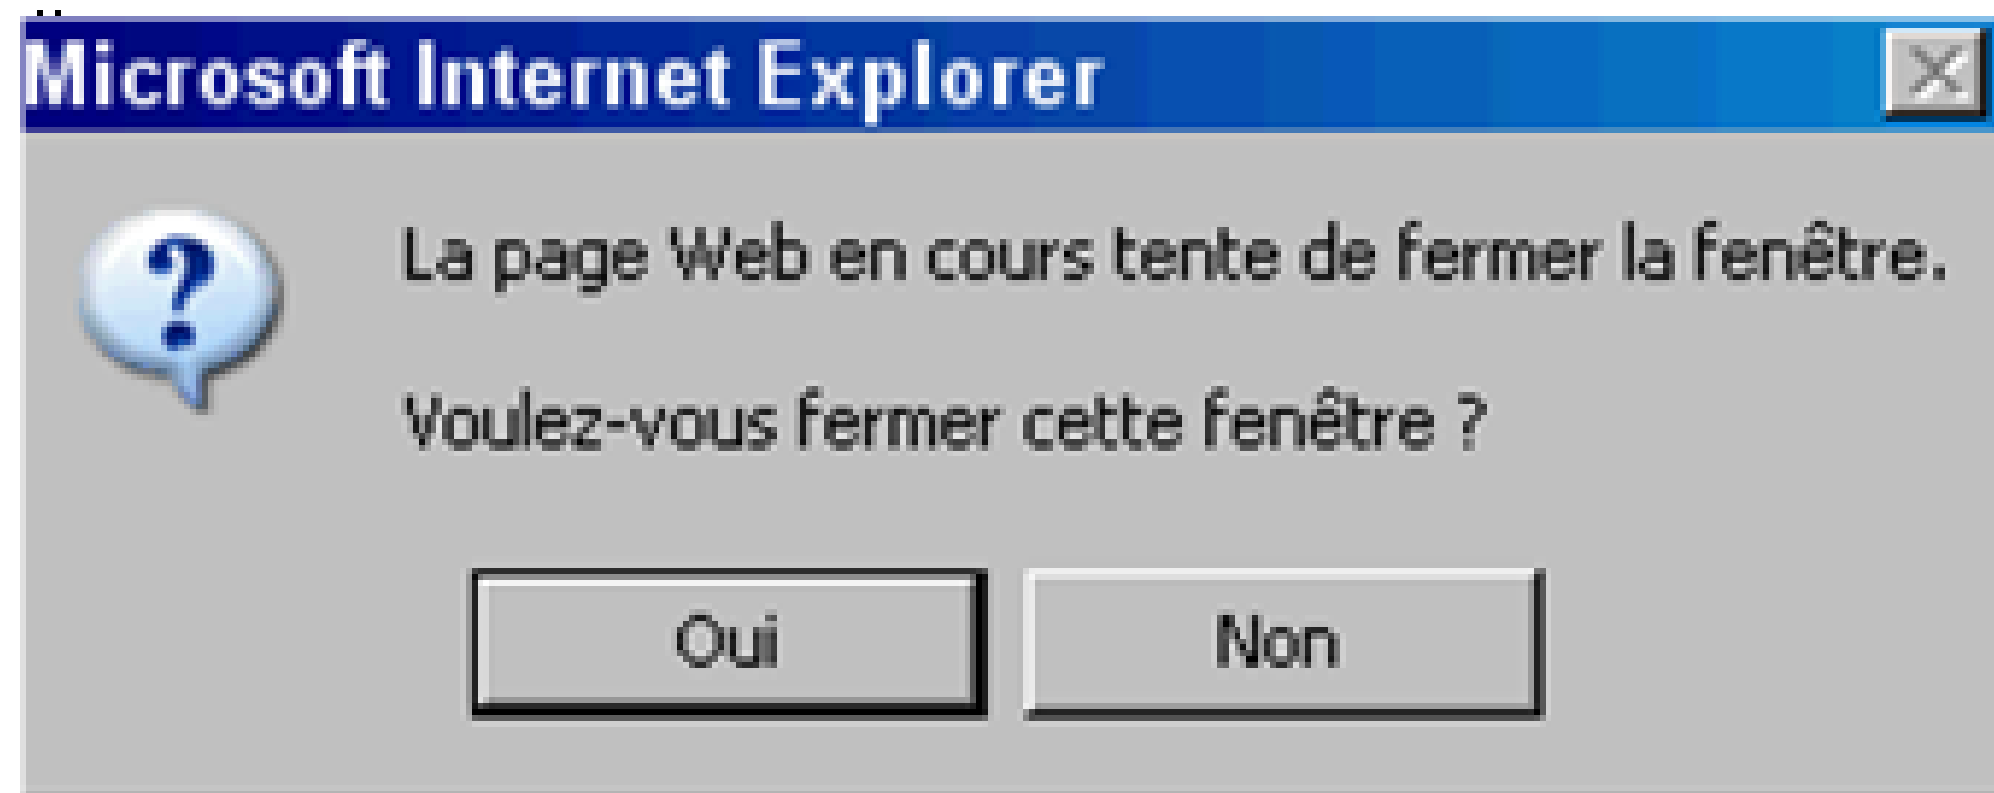 Microsoft Internet Explorer
La page Web en cours tente de fermer la fenêtre.
Voulez-vous fermer cette fenêtre ?
Oui Non